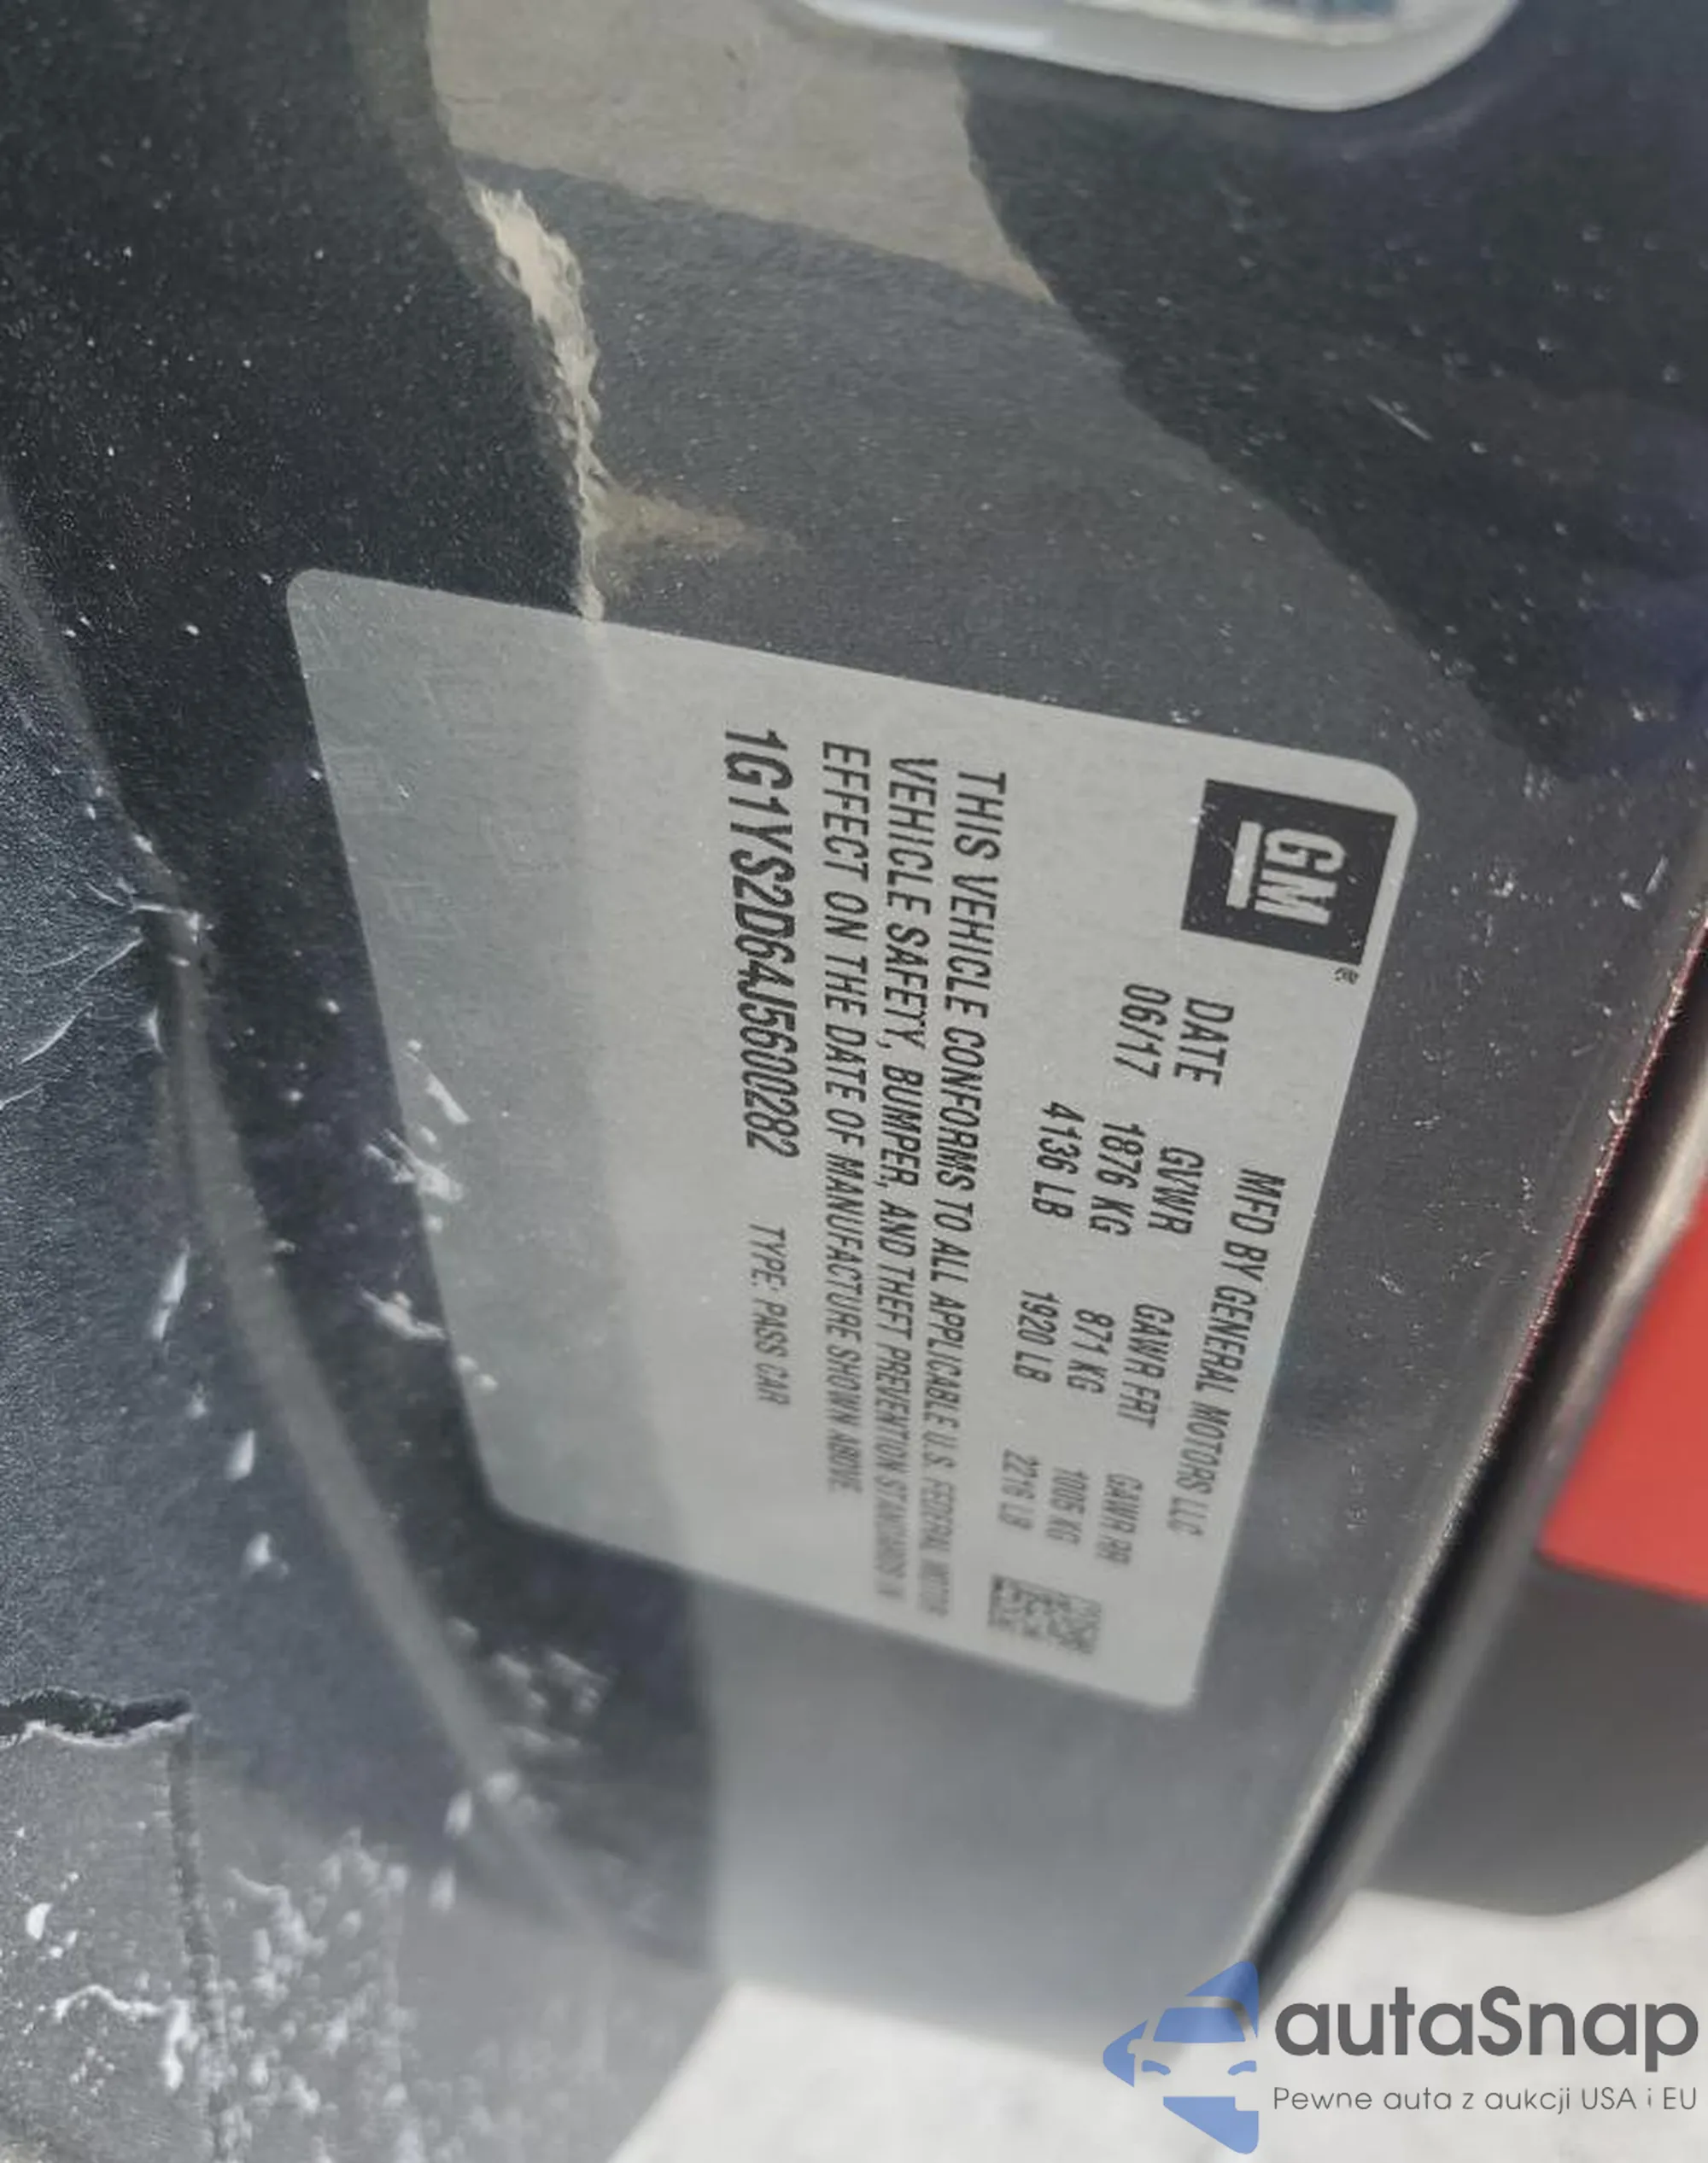 GM®
MFD BY GENERAL MOTORS LLC
DATE GVWR GAWR FRT GAWR RR
06/17 1876 KG 871 KG 1005 KG
4136 LB 1920 LB 2216 LB
THIS VEHICLE CONFORMS TO ALL APPLICABLE U.S. FEDERAL MOTOR
VEHICLE SAFETY, BUMPER, AND THEFT PREVENTION STANDARDS IN
EFFECT ON THE DATE OF MANUFACTURE SHOWN ABOVE.
1G1YS2D64J5600282 TYPE: PASS CAR
autaSnap
Pewne auta z aukcji USA i EU